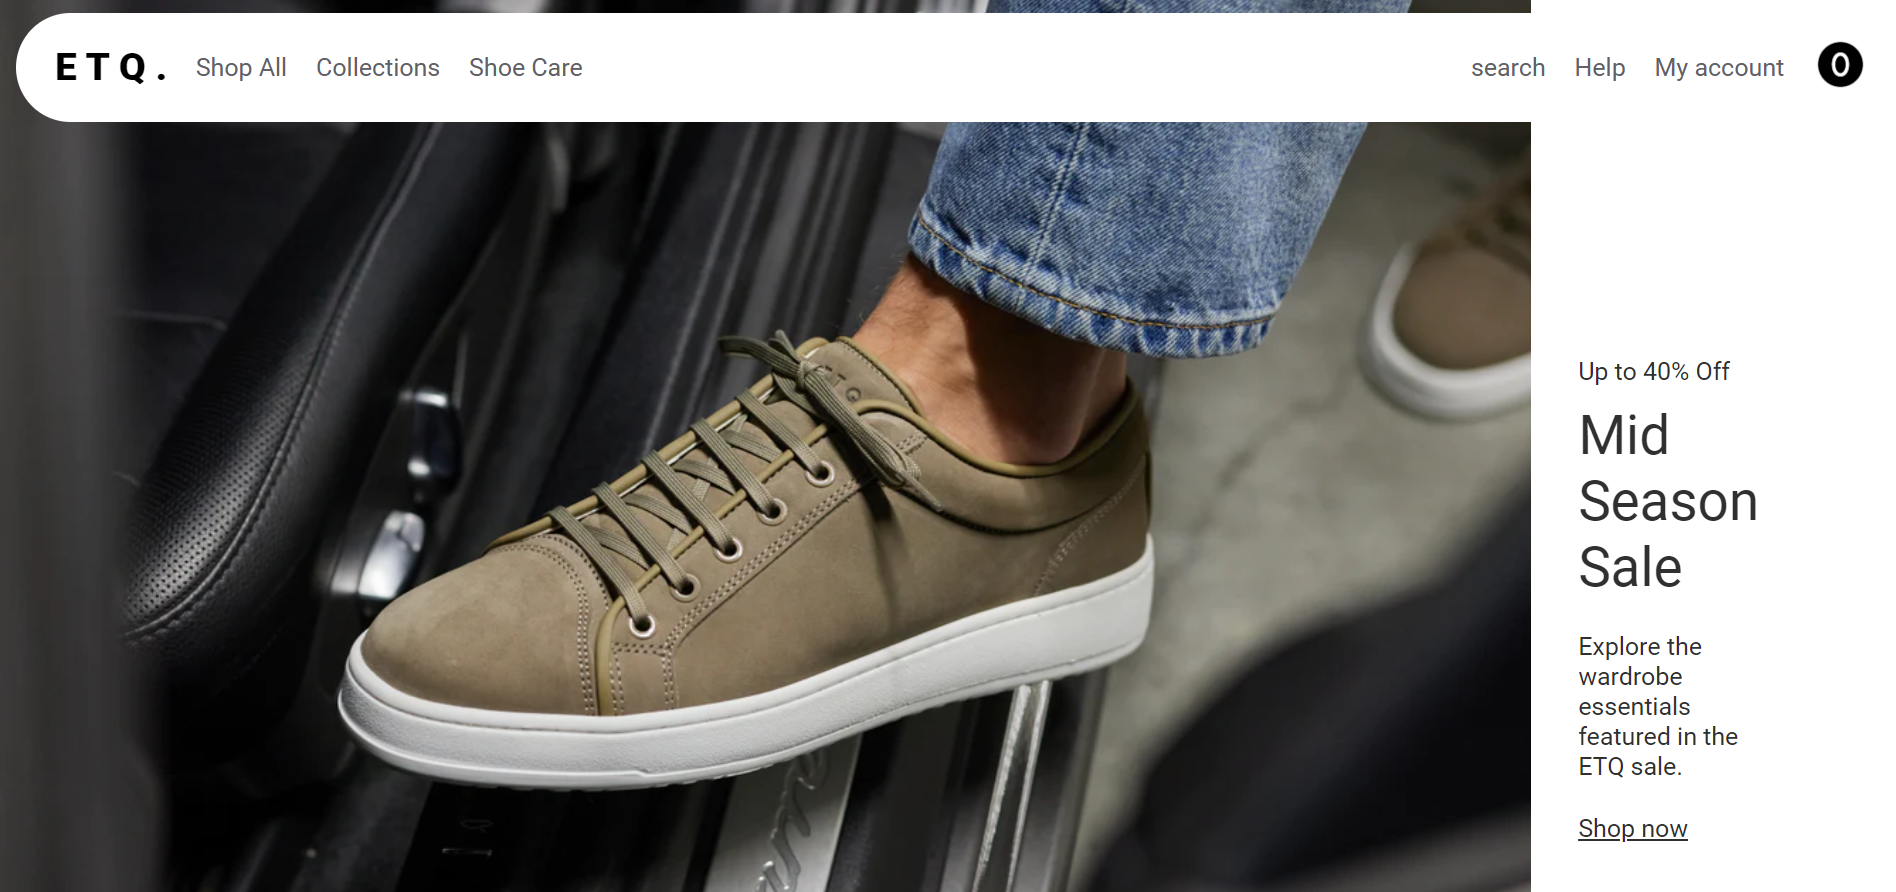 ETQ. Shop All Collections Shoe Care search Help My account 0
Up to 40% Off
Mid
Season
Sale
Explore the
wardrobe
essentials
featured in the
ETQ sale.
Shop now